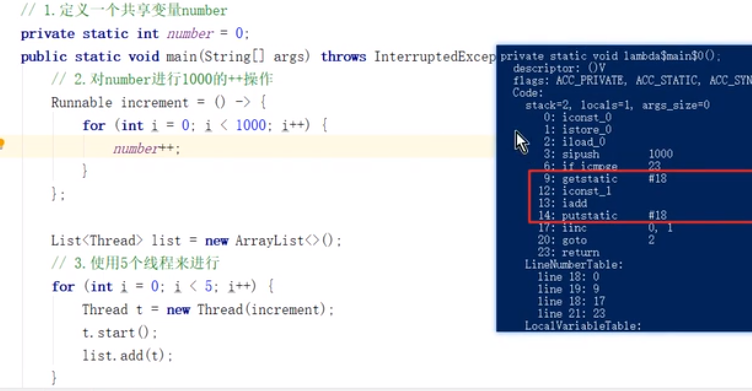 // 1.定义一个共享变量number
private static int number = 0;
public static void main(String[] args) throws InterruptedExcep
// 2.对number进行1000的++操作
Runnable increment = () -> {
for (int i = 0; i < 1000; i++) {
number++;
}
};
List<Thread> list = new ArrayList<>();
// 3.使用5个线程来进行
for (int i = 0; i < 5; i++) {
Thread t = new Thread(increment);
t.start();
list.add(t);
}
private static void lambda$main$0();
descriptor: ()V
flags: ACC_PRIVATE, ACC_STATIC, ACC_SYN
Code:
stack=2, locals=1, args_size=0
0: iconst_0
1: istore_0
2: iload_0
3: sipush 1000
6: if_icmpge 23
9: getstatic #18
12: iconst_1
13: iadd
14: putstatic #18
17: iinc 0, 1
20: goto 2
23: return
LineNumberTable:
line 18: 0
line 19: 9
line 18: 17
line 21: 23
LocalVariableTable: